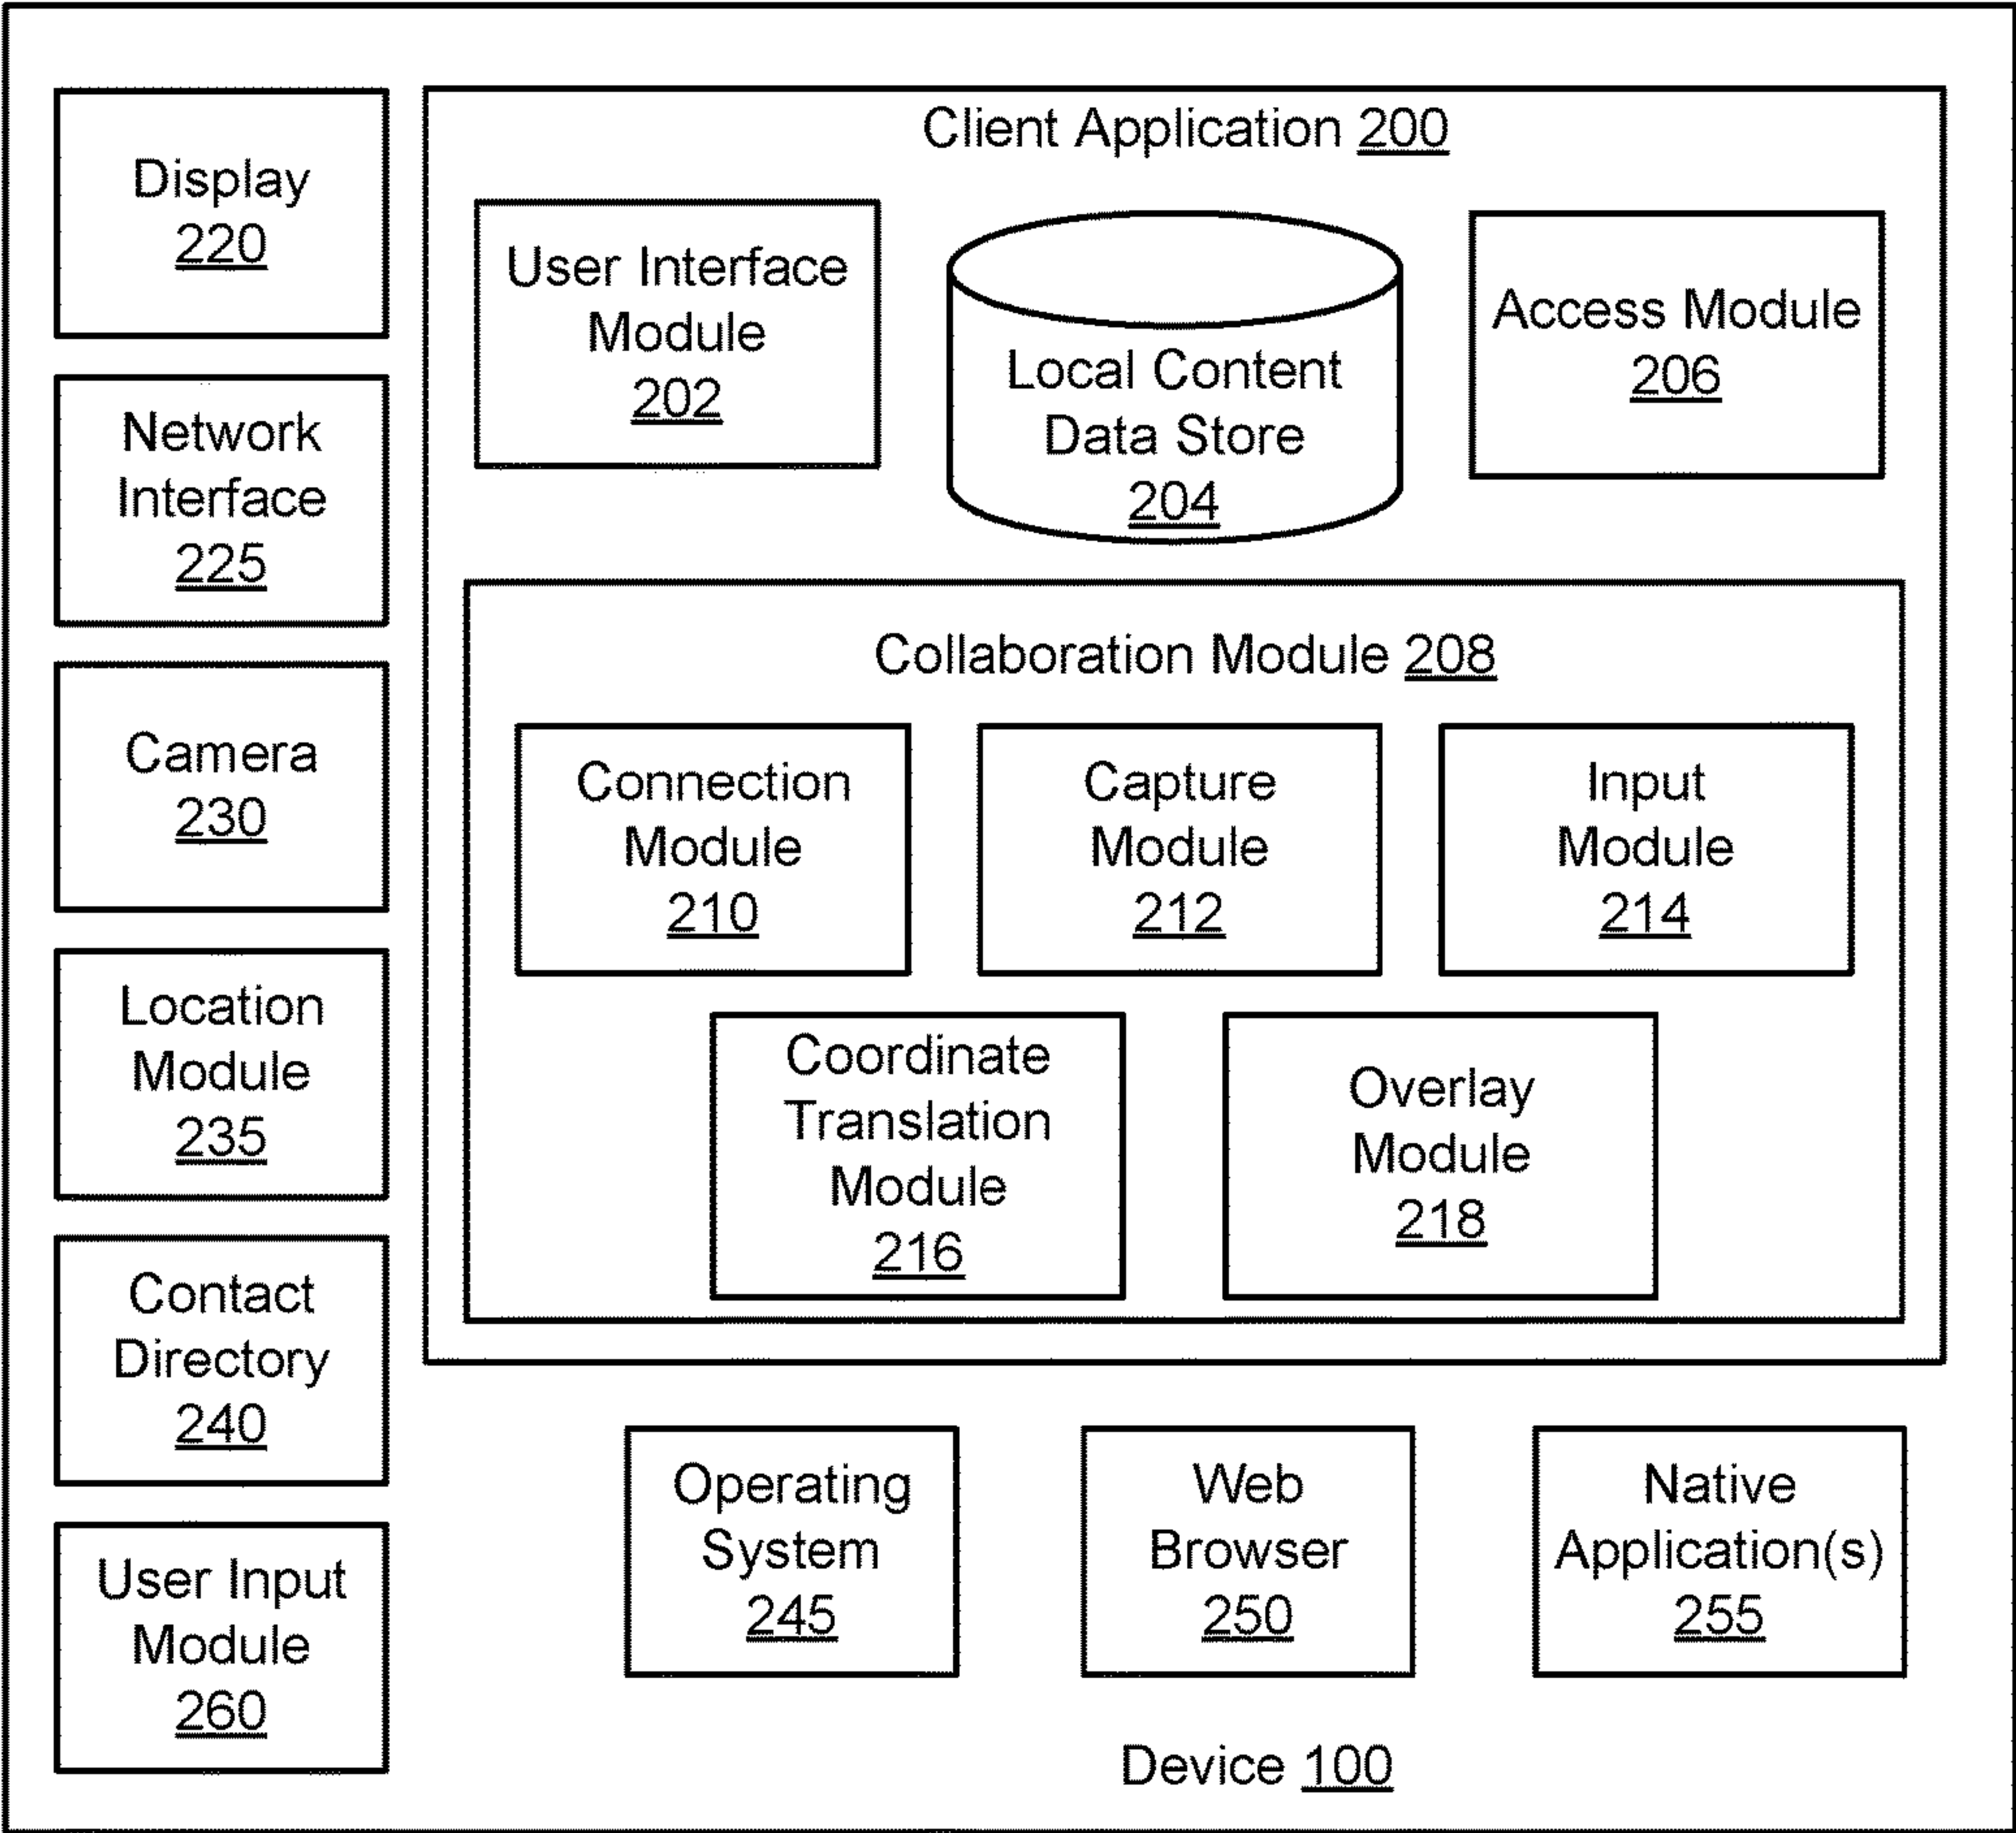 Display
220
Network
Interface
225
Camera
230
Location
Module
235
Contact
Directory
240
User Input
Module
260
Client Application 200
User Interface
Module
202
Local Content
Data Store
204
Access Module
206
Collaboration Module 208
Connection
Module
210
Capture
Module
212
Input
Module
214
Coordinate
Translation
Module
216
Overlay
Module
218
Operating
System
245
Web
Browser
250
Native
Application(s)
255
Device 100